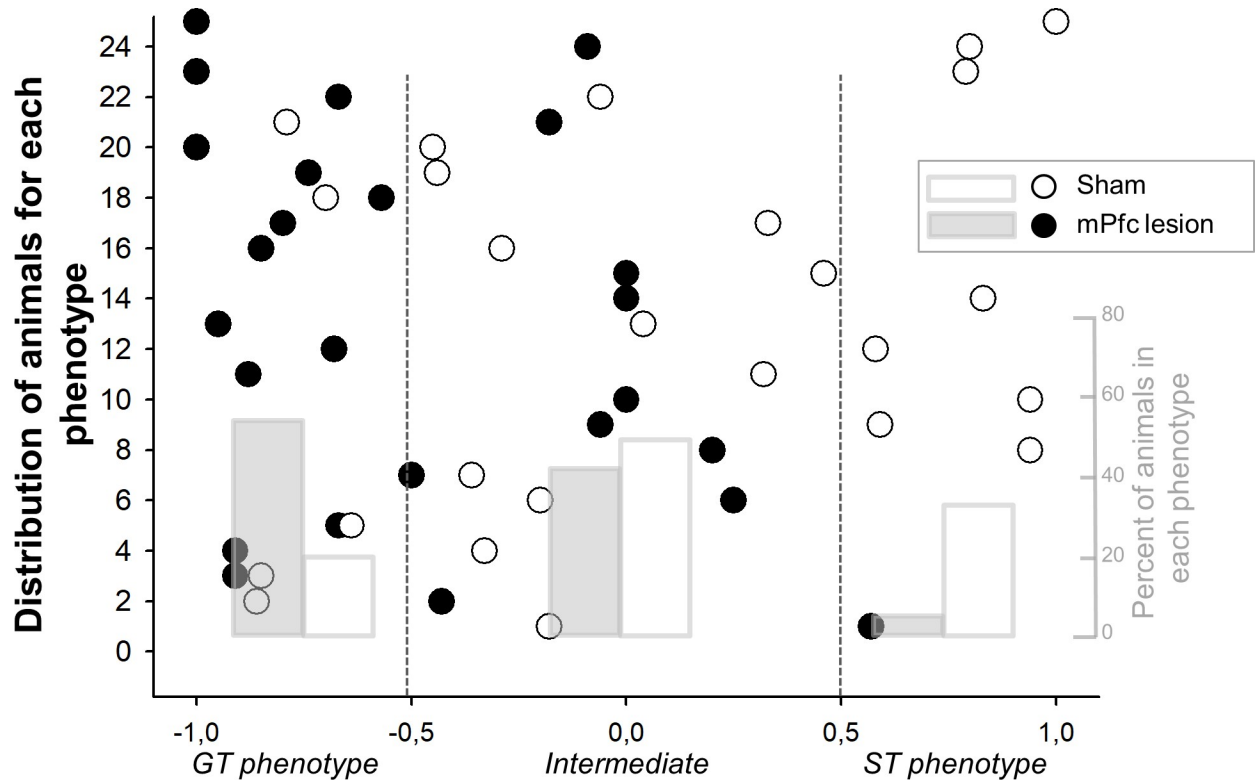 Distribution of animals for each
phenotype
24
22
20
18
16
14
12
10
8
6
4
2
0
Sham
mPfc lesion
80
60
40
20
0
Percent of animals in
each phenotype
-1,0 -0,5 0,0 0,5 1,0
GT phenotype Intermediate ST phenotype